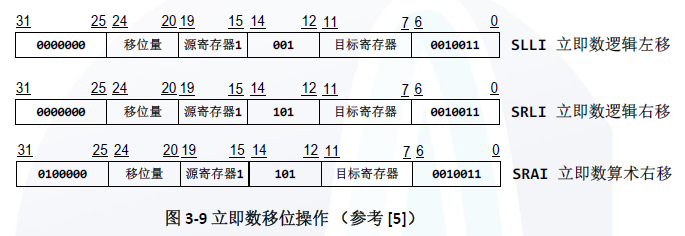 31 25 24 20 19 15 14 12 11 7 6 0
0000000 移位量 源寄存器1 001 目标寄存器 0010011 SLLI 立即数逻辑左移
31 25 24 20 19 15 14 12 11 7 6 0
0000000 移位量 源寄存器1 101 目标寄存器 0010011 SRLI 立即数逻辑右移
31 25 24 20 19 15 14 12 11 7 6 0
0100000 移位量 源寄存器1 101 目标寄存器 0010011 SRAI 立即数算术右移
图 3-9 立即数移位操作 （参考 [5]）